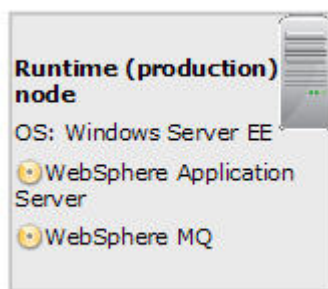 Runtime (production)
node
OS: Windows Server EE
WebSphere Application
Server
WebSphere MQ